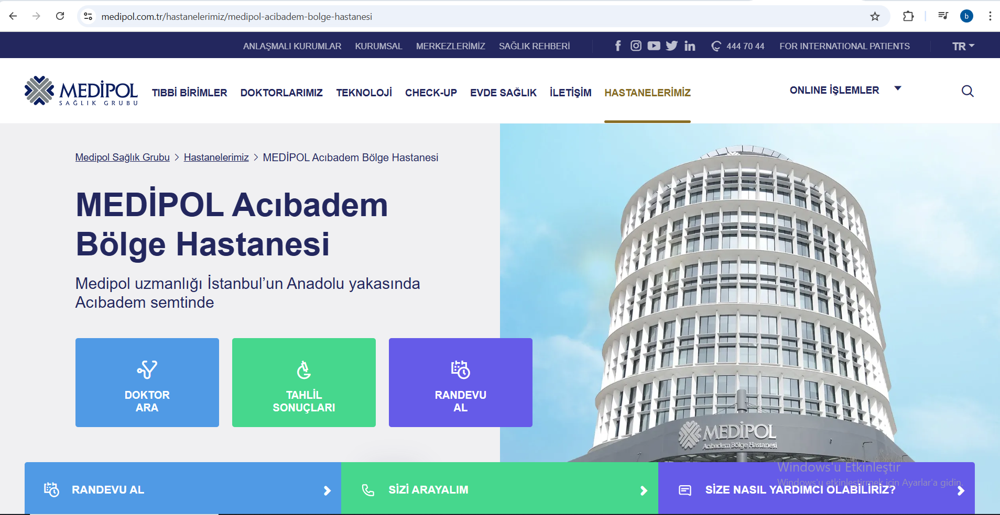 medipol.com.tr/hastanelerimiz/medipol-acibadem-bolge-hastanesi
b
ANLAŞMALI KURUMLAR KURUMSAL MERKEZLERİMİZ SAĞLIK REHBERİ 444 70 44 FOR INTERNATIONAL PATIENTS TR
MEDİPOL
SAĞLIK GRUBU
TIBBİ BİRİMLER DOKTORLARIMIZ TEKNOLOJİ CHECK-UP EVDE SAĞLIK İLETİŞİM HASTANELERİMİZ ONLINE İŞLEMLER
Medipol Sağlık Grubu > Hastanelerimiz > MEDİPOL Acıbadem Bölge Hastanesi
MEDİPOL Acıbadem
Bölge Hastanesi
Medipol uzmanlığı İstanbul’un Anadolu yakasında
Acıbadem semtinde
DOKTOR
ARA
TAHLİL
SONUÇLARI
RANDEVU
AL
MEDİPOL
Acıbadem Bölge Hastanesi
Windows'u Etkinleştir
Windows'u etkinleştirmek için Ayarlar'a gidin.
RANDEVU AL
SİZİ ARAYALIM
SİZE NASIL YARDIMCI OLABİLİRİZ?